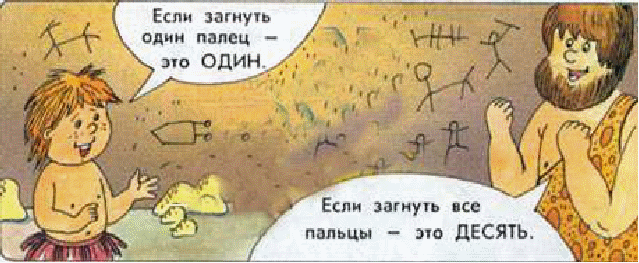 Если загнуть
один палец —
это ОДИН.
Если загнуть все
пальцы — это ДЕСЯТЬ.